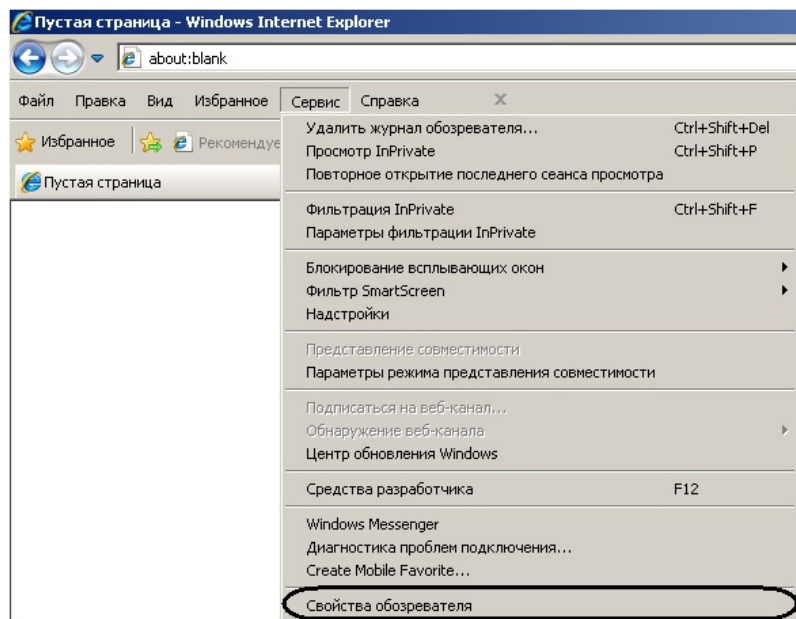 Пустая страница - Windows Internet Explorer
about:blank
Файл Правка Вид Избранное Сервис Справка X
Избранное Рекомендуе
Пустая страница
Удалить журнал обозревателя... Ctrl+Shift+Del
Просмотр InPrivate Ctrl+Shift+P
Повторное открытие последнего сеанса просмотра
Фильтрация InPrivate Ctrl+Shift+F
Параметры фильтрации InPrivate
Блокирование всплывающих окон
Фильтр SmartScreen
Надстройки
Представление совместимости
Параметры режима представления совместимости
Подписаться на веб-канал...
Обнаружение веб-канала
Центр обновления Windows
Средства разработчика F12
Windows Messenger
Диагностика проблем подключения...
Create Mobile Favorite...
Свойства обозревателя